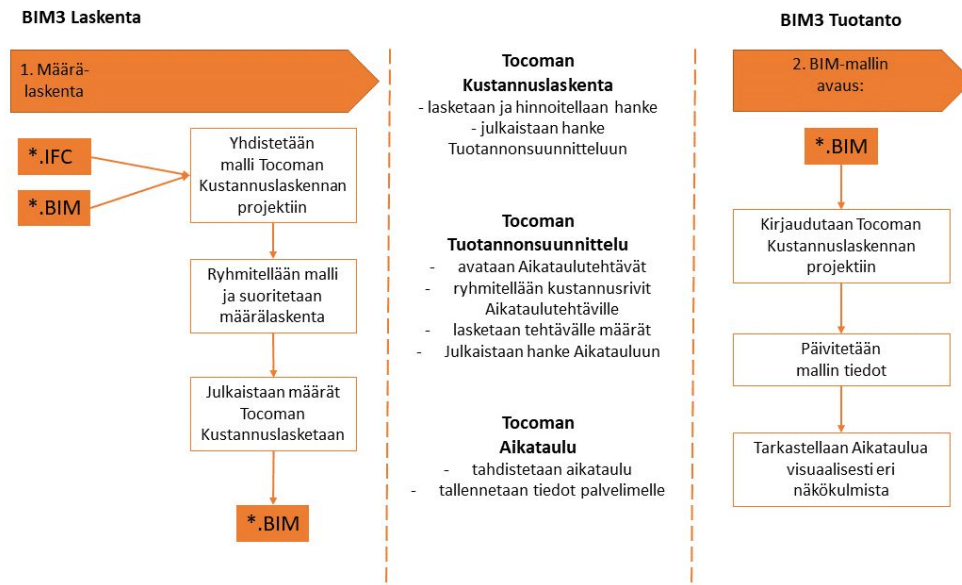 BIM3 Laskenta
1. Määrä-
laskenta
*.IFC
*.BIM
Yhdistetään
malli Tocoman
Kustannuslaskennan
projektiin
Ryhmitellään malli
ja suoritetaan
määrälaskenta
Julkaistaan määrät
Tocoman
Kustannuslasketaan
*.BIM
Tocoman
Kustannuslaskenta
- lasketaan ja hinnoitellaan hanke
- julkaistaan hanke
Tuotannonsuunnitteluun
Tocoman
Tuotannonsuunnittelu
- avataan Aikataulutehtävät
- ryhmitellään kustannusrivit
Aikataulutehtäville
- lasketaan tehtävälle määrät
- Julkaistaan hanke Aikatauluun
Tocoman
Aikataulu
- tahdistetaan aikataulu
- tallennetaan tiedot palvelimelle
BIM3 Tuotanto
2. BIM-mallin
avaus:
*.BIM
Kirjaudutaan Tocoman
Kustannuslaskennan
projektiin
Päivitetään
mallin tiedot
Tarkastellaan Aikataulua
visuaalisesti eri
näkökulmista